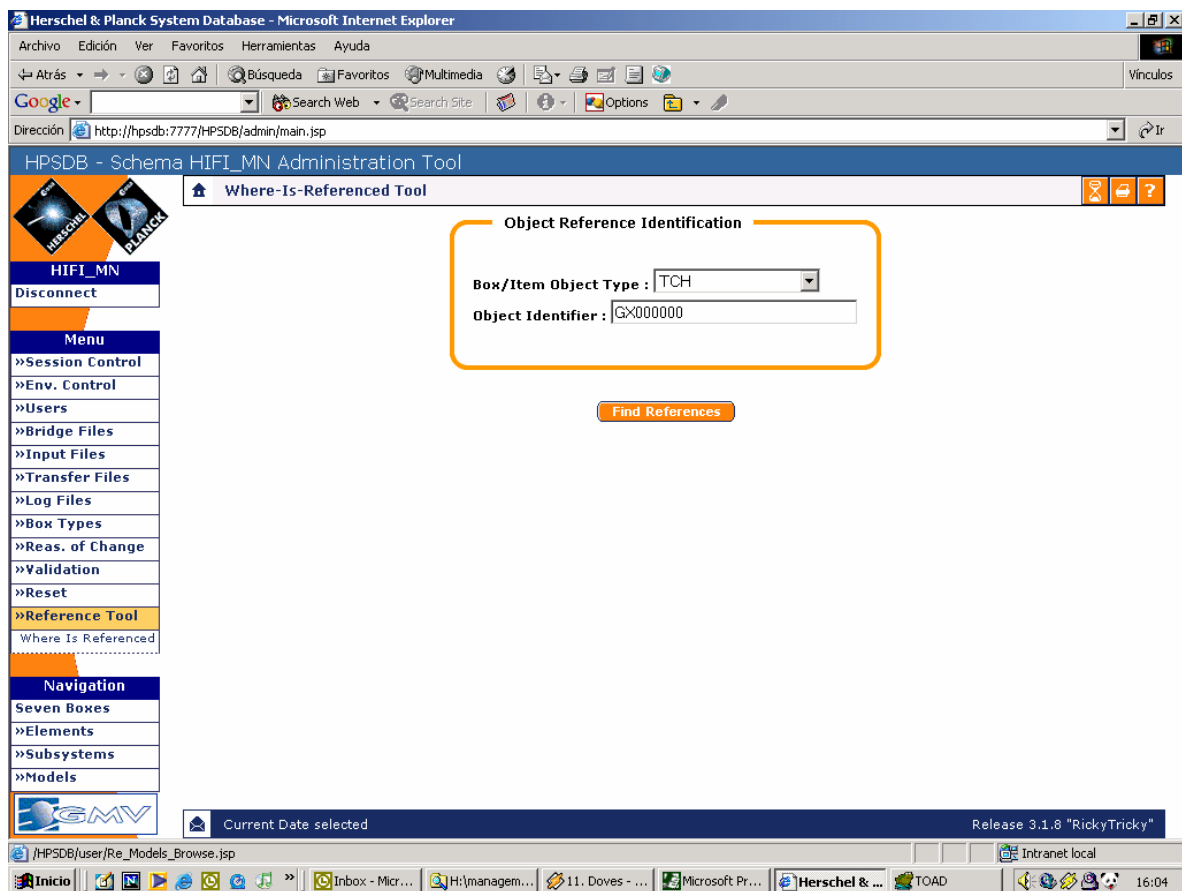 Herschel & Planck System Database - Microsoft Internet Explorer
Archivo Edición Ver Favoritos Herramientas Ayuda
Atrás Búsqueda Favoritos Multimedia Vínculos
Google Search Web Search Site Options
Dirección http://hpsdb:7777/HPSDB/admin/main.jsp Ir
HPSDB - Schema HIFI_MN Administration Tool
Where-Is-Referenced Tool ?
HERSCHEL PLANCK
Object Reference Identification
Box/Item Object Type : TCH
Object Identifier : GX000000
Find References
HIFI_MN
Disconnect
Menu
»Session Control
»Env. Control
»Users
»Bridge Files
»Input Files
»Transfer Files
»Log Files
»Box Types
»Reas. of Change
»Validation
»Reset
»Reference Tool
Where Is Referenced
Navigation
Seven Boxes
»Elements
»Subsystems
»Models
GMV
Current Date selected Release 3.1.8 "RickyTricky"
/HPSDB/user/Re_Models_Browse.jsp Intranet local
Inicio » Inbox - Micr... H:\managem... 11. Doves - ... Microsoft Pr... Herschel & ... TOAD 16:04